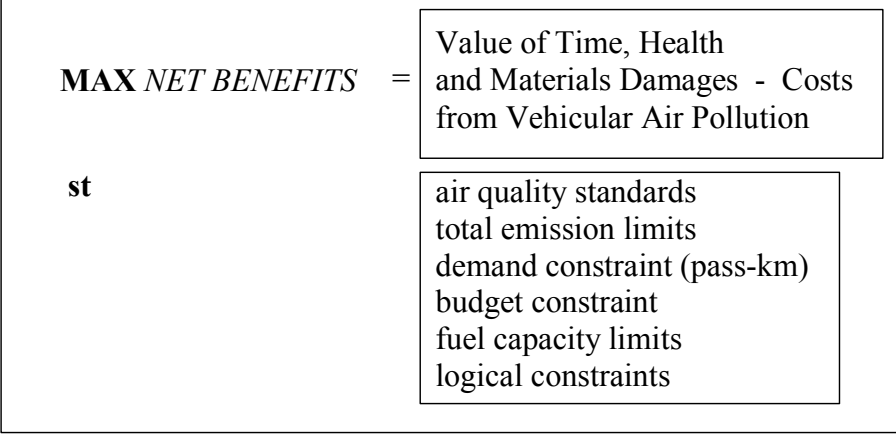 MAX NET BENEFITS =
Value of Time, Health
and Materials Damages - Costs
from Vehicular Air Pollution
st
air quality standards
total emission limits
demand constraint (pass-km)
budget constraint
fuel capacity limits
logical constraints